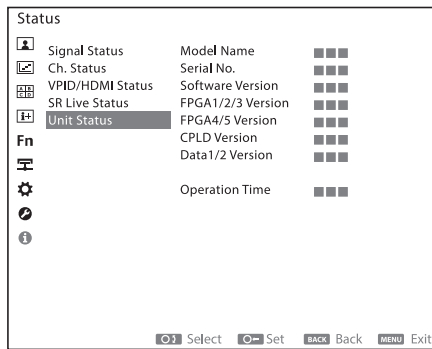 Status
Signal Status
Ch. Status
VPID/HDMI Status
SR Live Status
Unit Status
Model Name
Serial No.
Software Version
FPGA1/2/3 Version
FPGA4/5 Version
CPLD Version
Data1/2 Version
Operation Time
A B
C D
i+
Fn
i
Select Set BACK Back MENU Exit